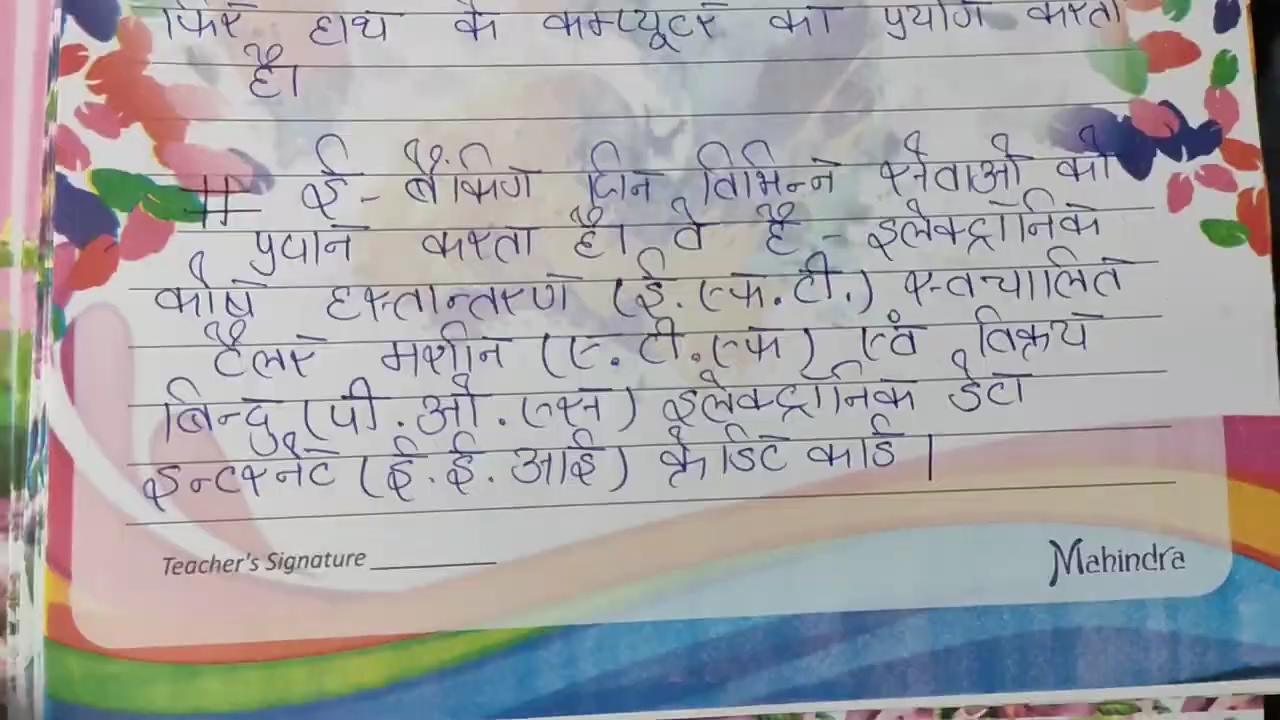 फिर हाथ के कम्प्यूटर का प्रयोग करता
है।
# ई- बैंकिंग जिन विभिन्न सेवाओ को
प्रदान करता है। वे है - इलेक्ट्रॉनिक
कोष हस्तान्तरण (ई.एफ.टी.) स्वचालित
टैलर मशीन (ए.टी.एफ) एवं विक्रय
बिन्दु (पी.ओ.एस) इलैक्ट्रानिक डेटा
इन्टरनेट (ई.ई.आई) क्रेडिट कार्ड।
Teacher's Signature
Mahindra